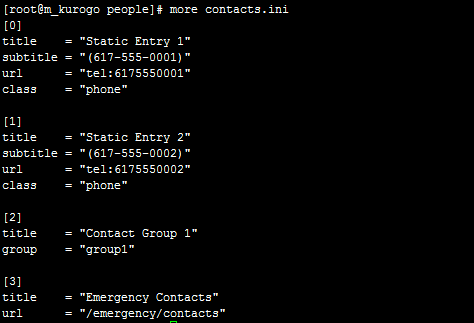 [root@m_kurogo people]# more contacts.ini
[0]
title    = "Static Entry 1"
subtitle = "(617-555-0001)"
url      = "tel:6175550001"
class    = "phone"

[1]
title    = "Static Entry 2"
subtitle = "(617-555-0002)"
url      = "tel:6175550002"
class    = "phone"

[2]
title    = "Contact Group 1"
group    = "group1"

[3]
title    = "Emergency Contacts"
url      = "/emergency/contacts"